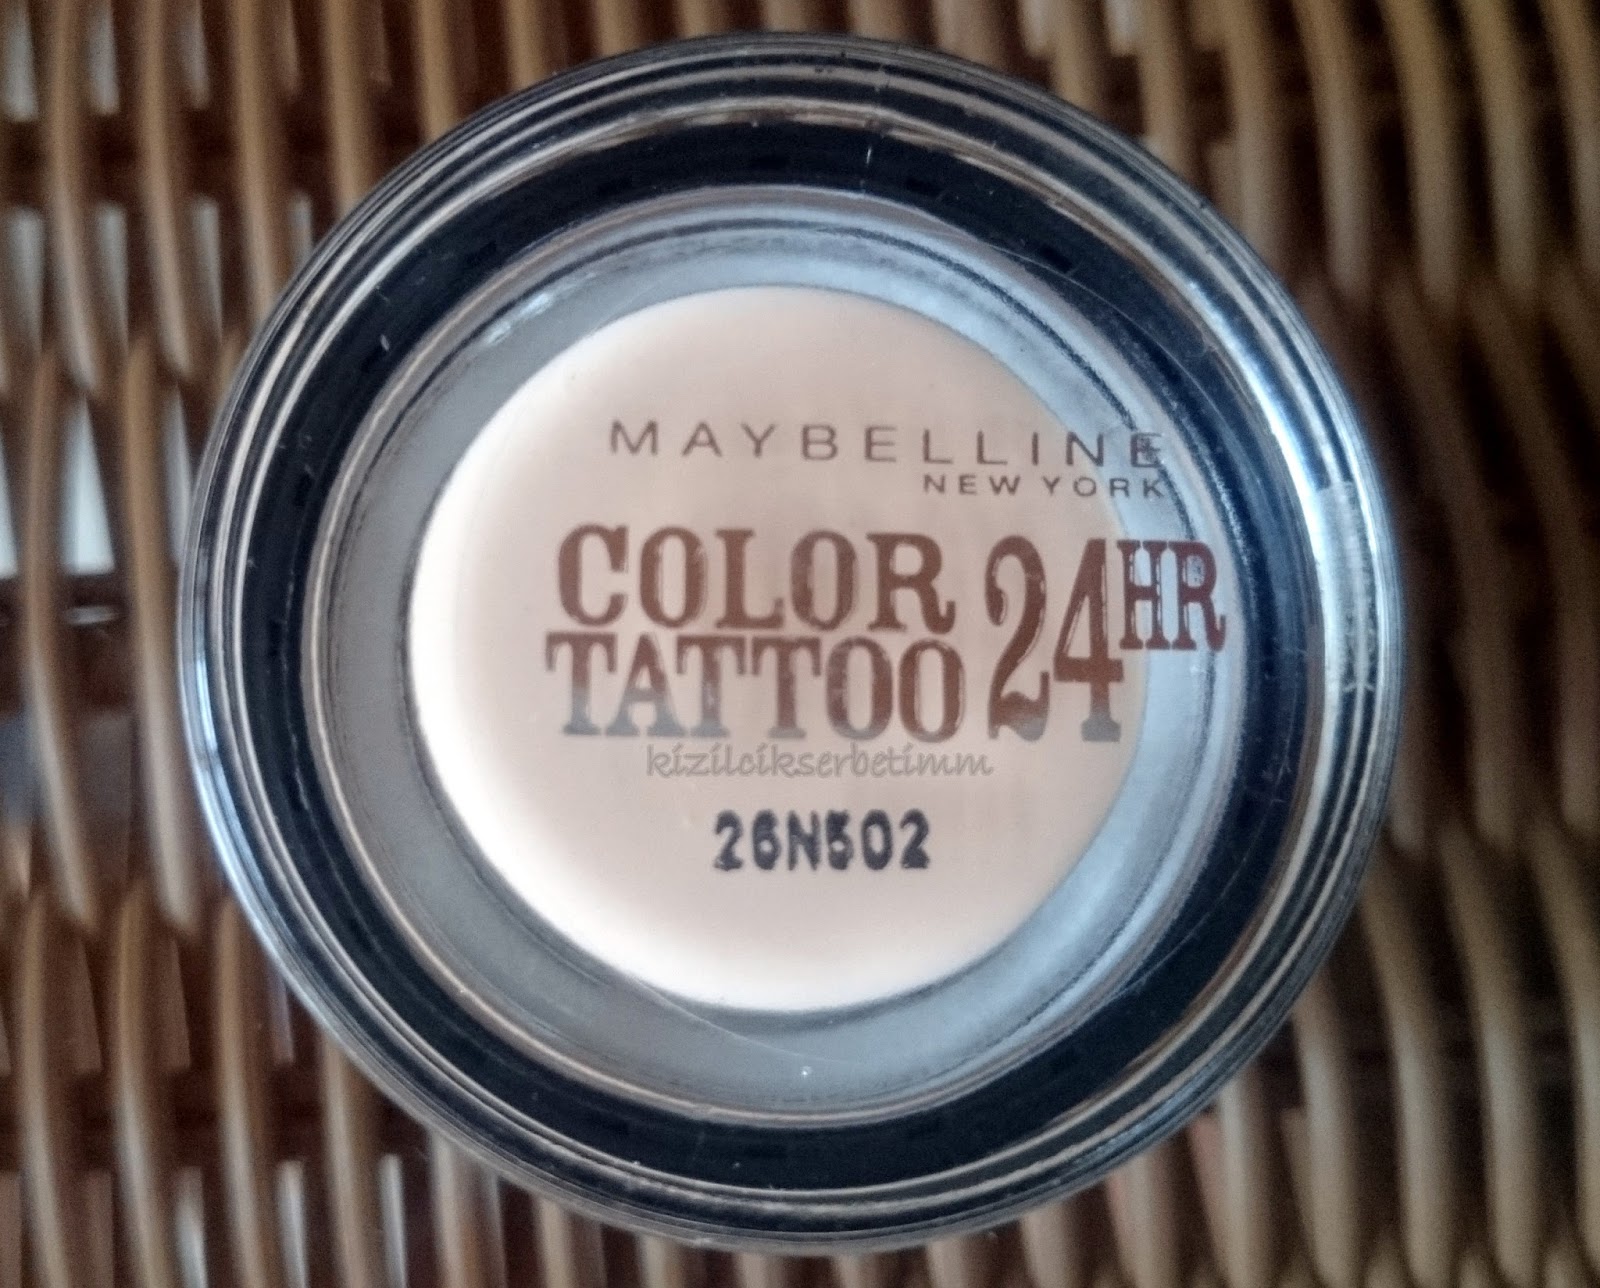 MAYBELLINE
NEW YORK
COLOR
TATTOO 24HR
kizilcikserbetimm
26N502